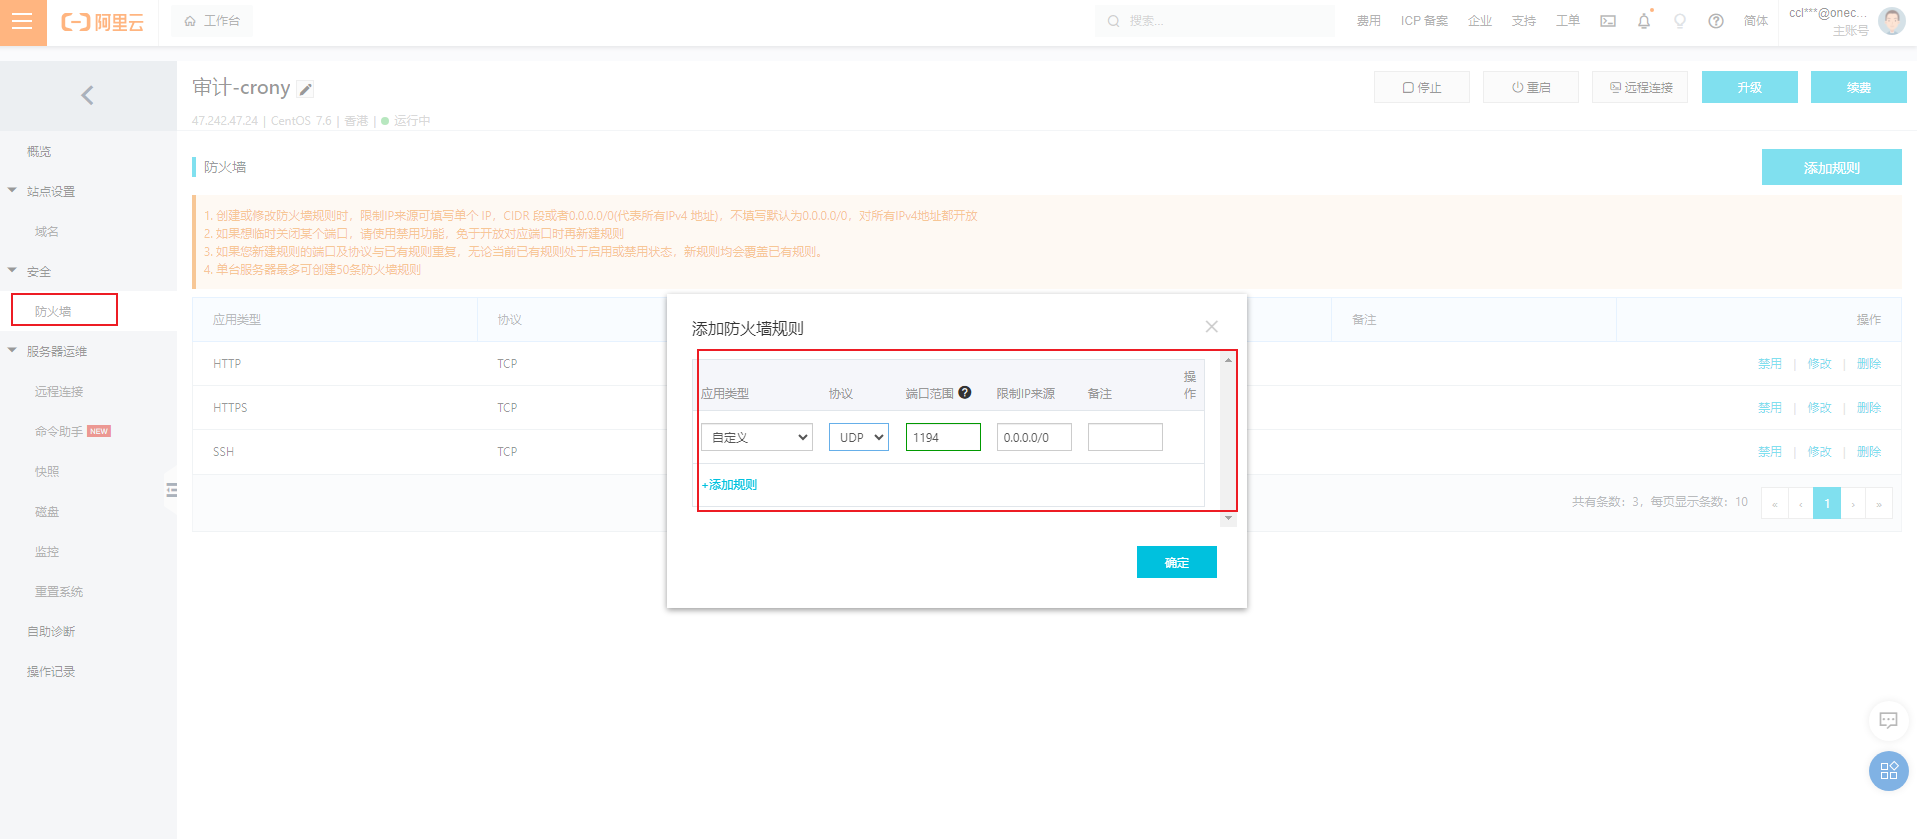 阿里云
工作台
搜索...
费用
ICP 备案
企业
支持
工单
简体
ccl***@onec...
主账号
审计-crony
停止
重启
远程连接
升级
续费
47.242.47.24 | CentOS 7.6 | 香港 | 运行中
概览
站点设置
域名
安全
防火墙
服务器运维
远程连接
命令助手 NEW
快照
磁盘
监控
重置系统
自助诊断
操作记录
防火墙
添加规则
1. 创建或修改防火墙规则时，限制IP来源可填写单个 IP，CIDR 段或者0.0.0.0/0(代表所有IPv4 地址)，不填写默认为0.0.0.0/0，对所有IPv4地址都开放
2. 如果想临时关闭某个端口，请使用禁用功能，免于开放对应端口时再新建规则
3. 如果您新建规则的端口及协议与已有规则重复，无论当前已有规则处于启用或禁用状态，新规则均会覆盖已有规则。
4. 单台服务器最多可创建50条防火墙规则
应用类型 协议 备注 操作
HTTP TCP 禁用 | 修改 | 删除
HTTPS TCP 禁用 | 修改 | 删除
SSH TCP 禁用 | 修改 | 删除
共有条数：3，每页显示条数：10 « ‹ 1 › »
添加防火墙规则
应用类型 协议 端口范围 ? 限制IP来源 备注 操作
自定义 UDP 1194 0.0.0.0/0
+添加规则
确定